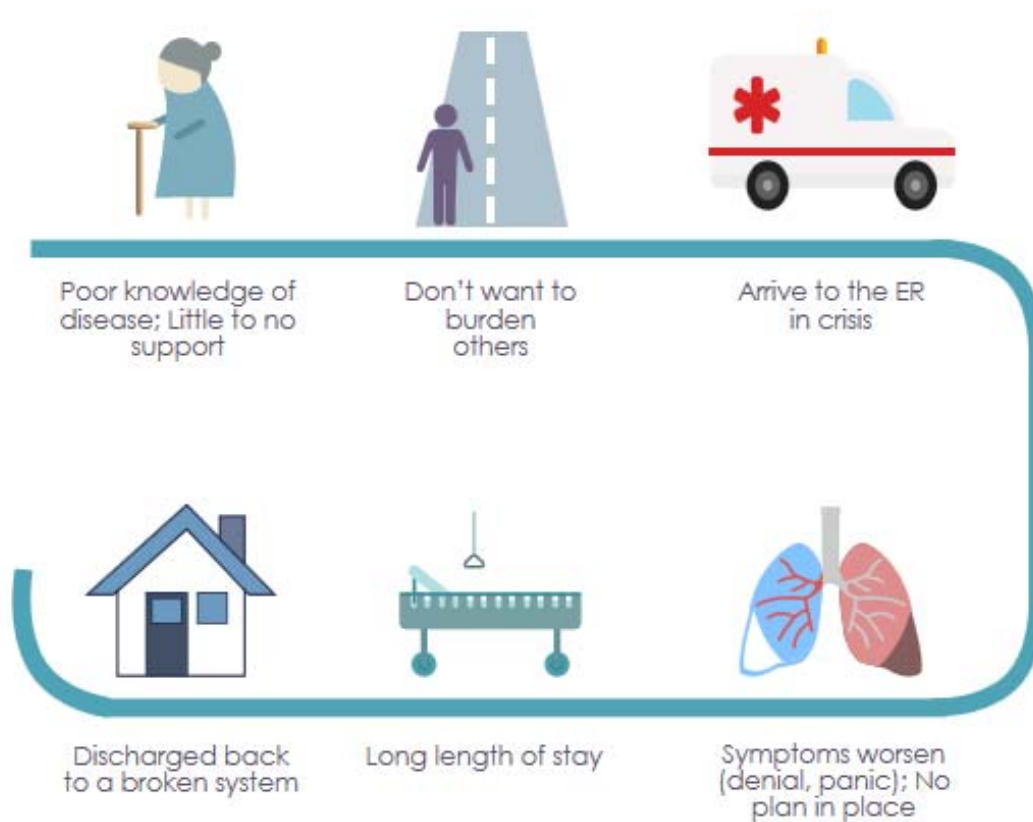 Poor knowledge of
disease; Little to no
support
Don't want to
burden
others
Arrive to the ER
in crisis
Discharged back
to a broken system
Long length of stay
Symptoms worsen
(denial, panic); No
plan in place